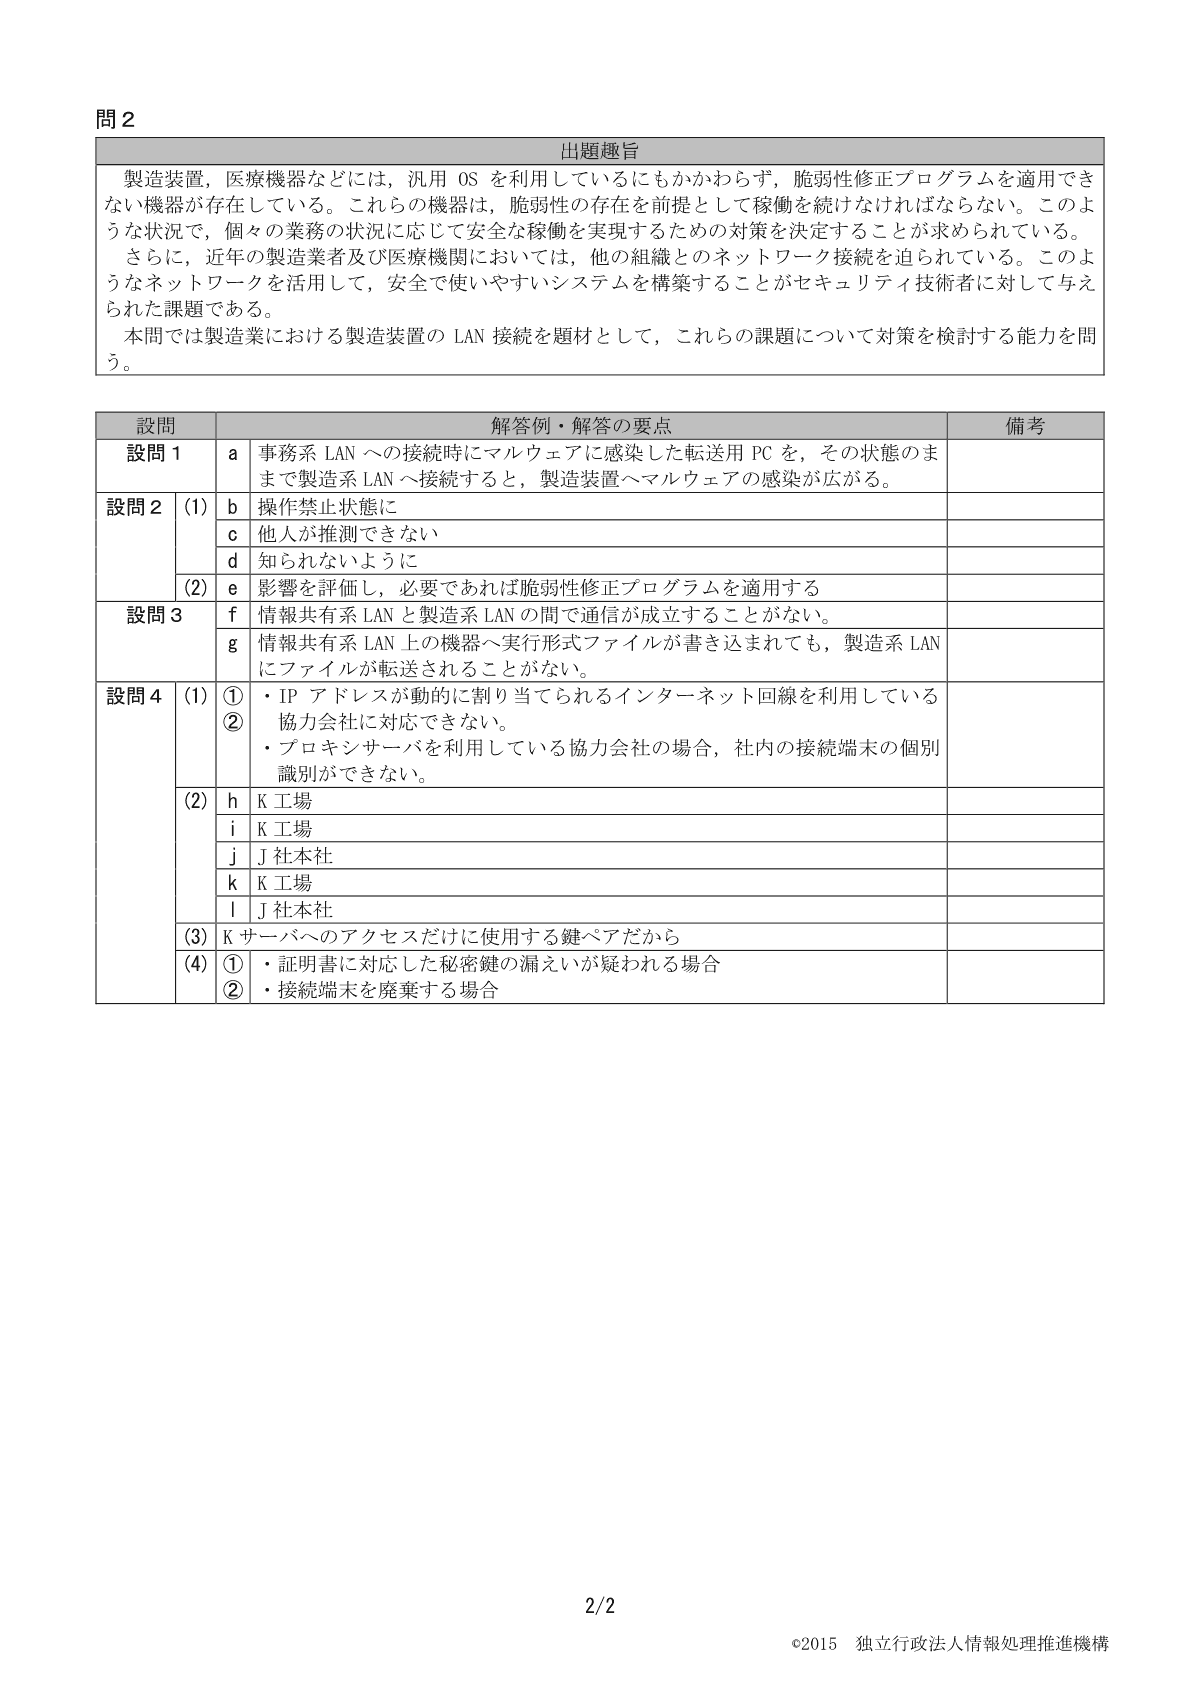 問２
出題趣旨
製造装置，医療機器などには，汎用 OS を利用しているにもかかわらず，脆弱性修正プログラムを適用でき
ない機器が存在している。これらの機器は，脆弱性の存在を前提として稼働を続けなければならない。このよ
うな状況で，個々の業務の状況に応じて安全な稼働を実現するための対策を決定することが求められている。
さらに，近年の製造業者及び医療機関においては，他の組織とのネットワーク接続を迫られている。このよ
うなネットワークを活用して，安全で使いやすいシステムを構築することがセキュリティ技術者に対して与え
られた課題である。
本問では製造業における製造装置の LAN 接続を題材として，これらの課題について対策を検討する能力を問
う。
設問 解答例・解答の要点 備考
設問１ a 事務系 LAN への接続時にマルウェアに感染した転送用 PC を，その状態のま
まで製造系 LAN へ接続すると，製造装置へマルウェアの感染が広がる。
設問２ (1) b 操作禁止状態に
c 他人が推測できない
d 知られないように
(2) e 影響を評価し，必要であれば脆弱性修正プログラムを適用する
設問３ f 情報共有系 LAN と製造系 LAN の間で通信が成立することがない。
g 情報共有系 LAN 上の機器へ実行形式ファイルが書き込まれても，製造系 LAN
にファイルが転送されることがない。
設問４ (1) ① ・IP アドレスが動的に割り当てられるインターネット回線を利用している
② 協力会社に対応できない。
・プロキシサーバを利用している協力会社の場合，社内の接続端末の個別
識別ができない。
(2) h K 工場
i K 工場
j J 社本社
k K 工場
l J 社本社
(3) K サーバへのアクセスだけに使用する鍵ペアだから
(4) ① ・証明書に対応した秘密鍵の漏えいが疑われる場合
② ・接続端末を廃棄する場合
2/2
©2015 独立行政法人情報処理推進機構